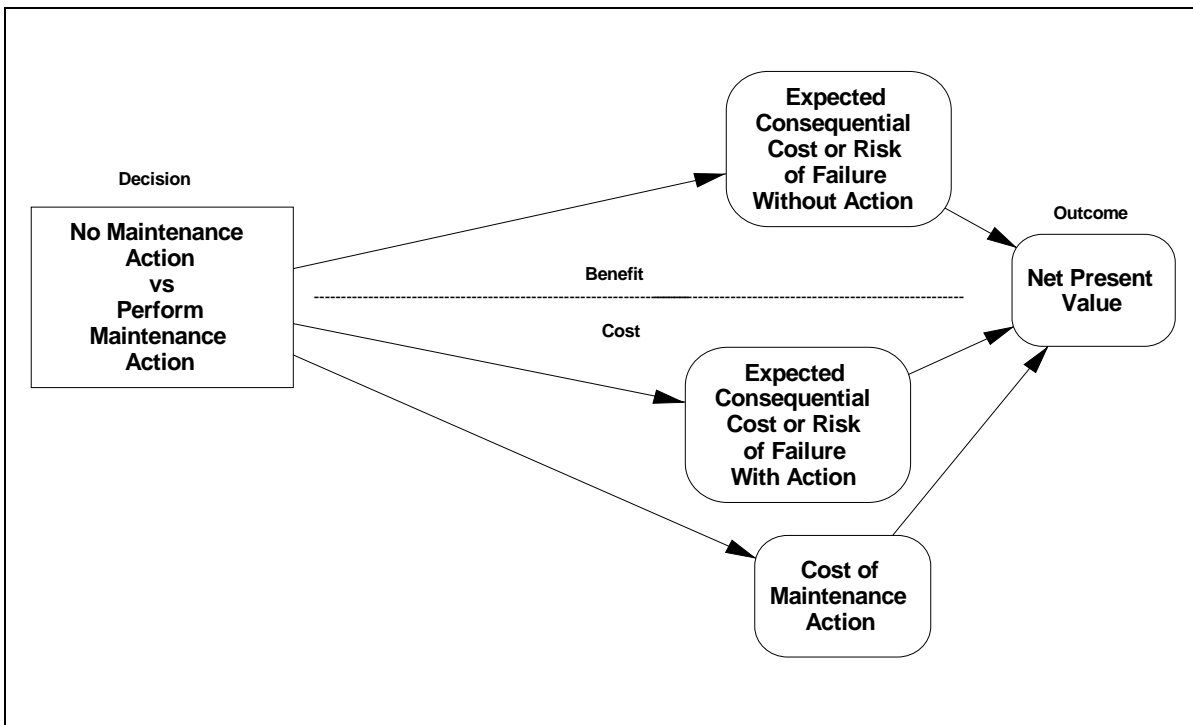 Decision
No Maintenance
Action
vs
Perform
Maintenance
Action
Expected
Consequential
Cost or Risk
of Failure
Without Action
Benefit
Cost
Expected
Consequential
Cost or Risk
of Failure
With Action
Cost of
Maintenance
Action
Outcome
Net Present
Value